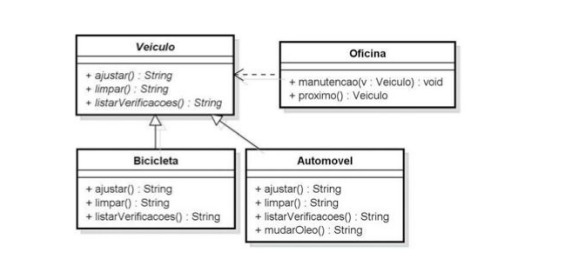 Veiculo
+ ajustar() : String
+ limpar() : String
+ listarVerificacoes() : String
Oficina
+ manutencao(v : Veiculo) : void
+ proximo() : Veiculo
Bicicleta
+ ajustar() : String
+ limpar() : String
+ listarVerificacoes() : String
Automovel
+ ajustar() : String
+ limpar() : String
+ listarVerificacoes() : String
+ mudarOleo() : String